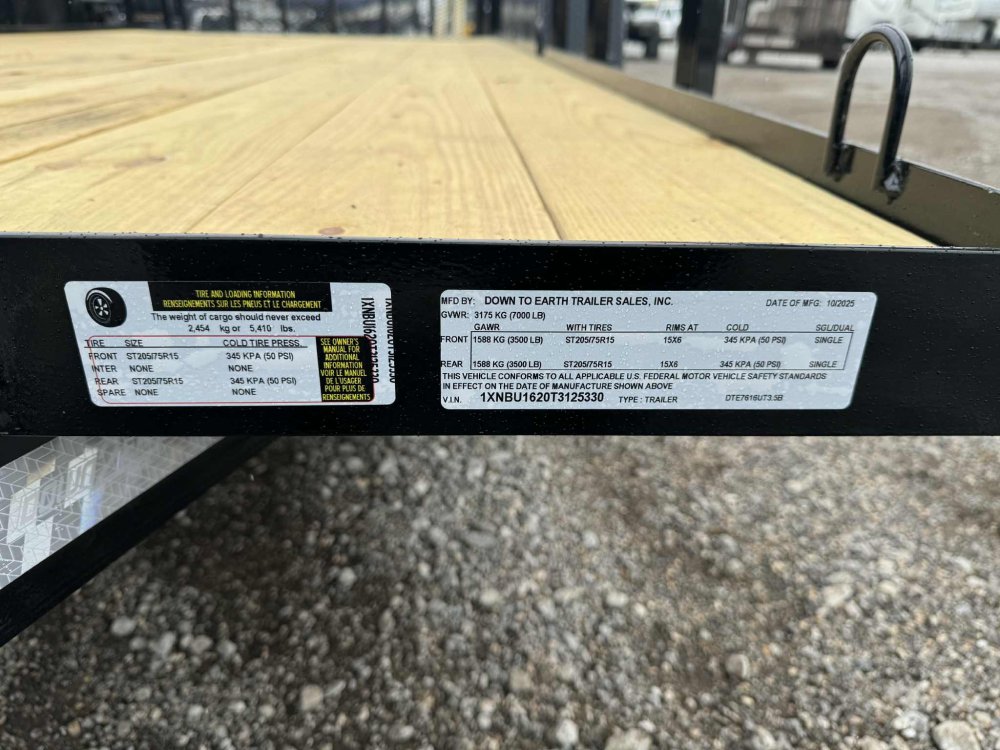 TIRE AND LOADING INFORMATION
RENSEIGNEMENTS SUR LES PNEUS ET LE CHARGEMENT
The weight of cargo should never exceed
2,454 kg or 5,410 lbs.
TIRE SIZE COLD TIRE PRESS.
FRONT ST205/75R15 345 KPA (50 PSI)
INTER NONE NONE
REAR ST205/75R15 345 KPA (50 PSI)
SPARE NONE NONE
SEE OWNER'S
MANUAL FOR
ADDITIONAL
INFORMATION
VOIR LE MANUEL
DE L'USAGER
POUR PLUS DE
RENSEIGNEMENTS
1XNBU1620T3125330
MFD BY: DOWN TO EARTH TRAILER SALES, INC. DATE OF MFG: 10/2025
GVWR: 3175 KG (7000 LB)
GAWR WITH TIRES RIMS AT COLD SGL/DUAL
FRONT 1588 KG (3500 LB) ST205/75R15 15X6 345 KPA (50 PSI) SINGLE
REAR 1588 KG (3500 LB) ST205/75R15 15X6 345 KPA (50 PSI) SINGLE
THIS VEHICLE CONFORMS TO ALL APPLICABLE U.S. FEDERAL MOTOR VEHICLE SAFETY STANDARDS
IN EFFECT ON THE DATE OF MANUFACTURE SHOWN ABOVE
V.I.N. 1XNBU1620T3125330 TYPE: TRAILER DTE7616UT3.5B